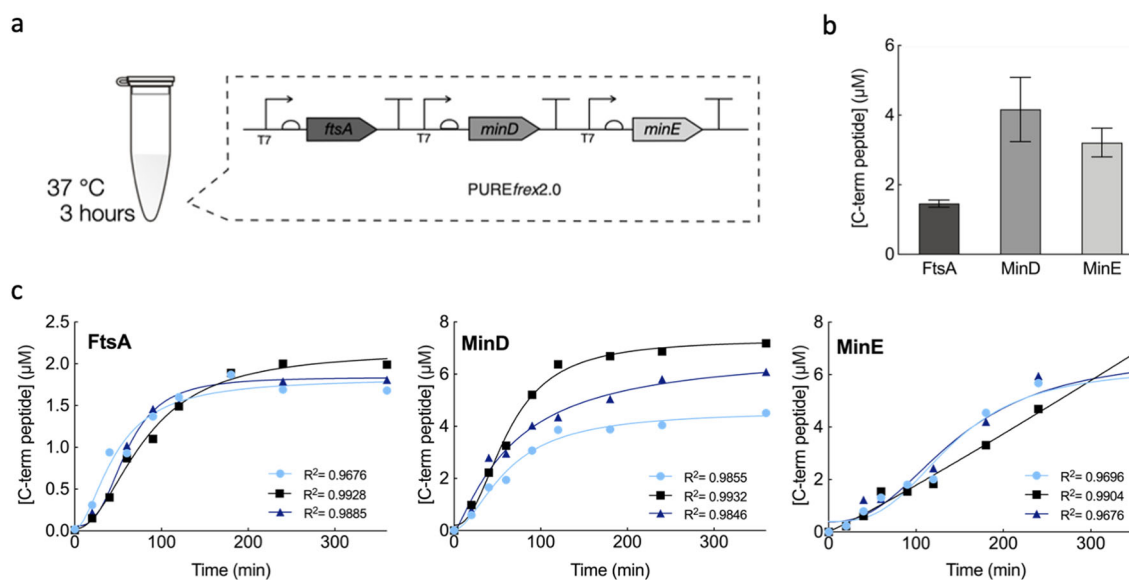 a
37 °C
3 hours
T7
ftsA
T7
minD
T7
minE
PUREfrex2.0
b
[C-term peptide] (µM)
6
4
2
0
FtsA
MinD
MinE
c
FtsA
[C-term peptide] (µM)
2.5
2.0
1.5
1.0
0.5
0.0
R²= 0.9676
R²= 0.9928
R²= 0.9885
0
100
200
300
Time (min)
MinD
[C-term peptide] (µM)
8
6
4
2
0
R²= 0.9855
R²= 0.9932
R²= 0.9846
0
100
200
300
Time (min)
MinE
[C-term peptide] (µM)
8
6
4
2
0
R²= 0.9696
R²= 0.9904
R²= 0.9676
0
100
200
300
Time (min)